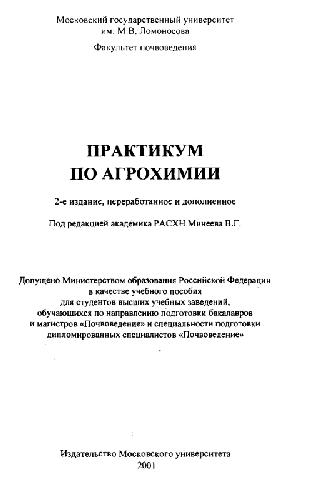 Московский государственный университет
им. М.В. Ломоносова
Факультет почвоведения
ПРАКТИКУМ
ПО АГРОХИМИИ
2-е издание, переработанное и дополненное
Под редакцией академика РАСХН Минеева В.Г.
Допущено Министерством образования Российской Федерации
в качестве учебного пособия
для студентов высших учебных заведений,
обучающихся по направлению подготовки бакалавров
и магистров «Почвоведение» и специальности подготовки
дипломированных специалистов «Почвоведение»
Издательство Московского университета
2001